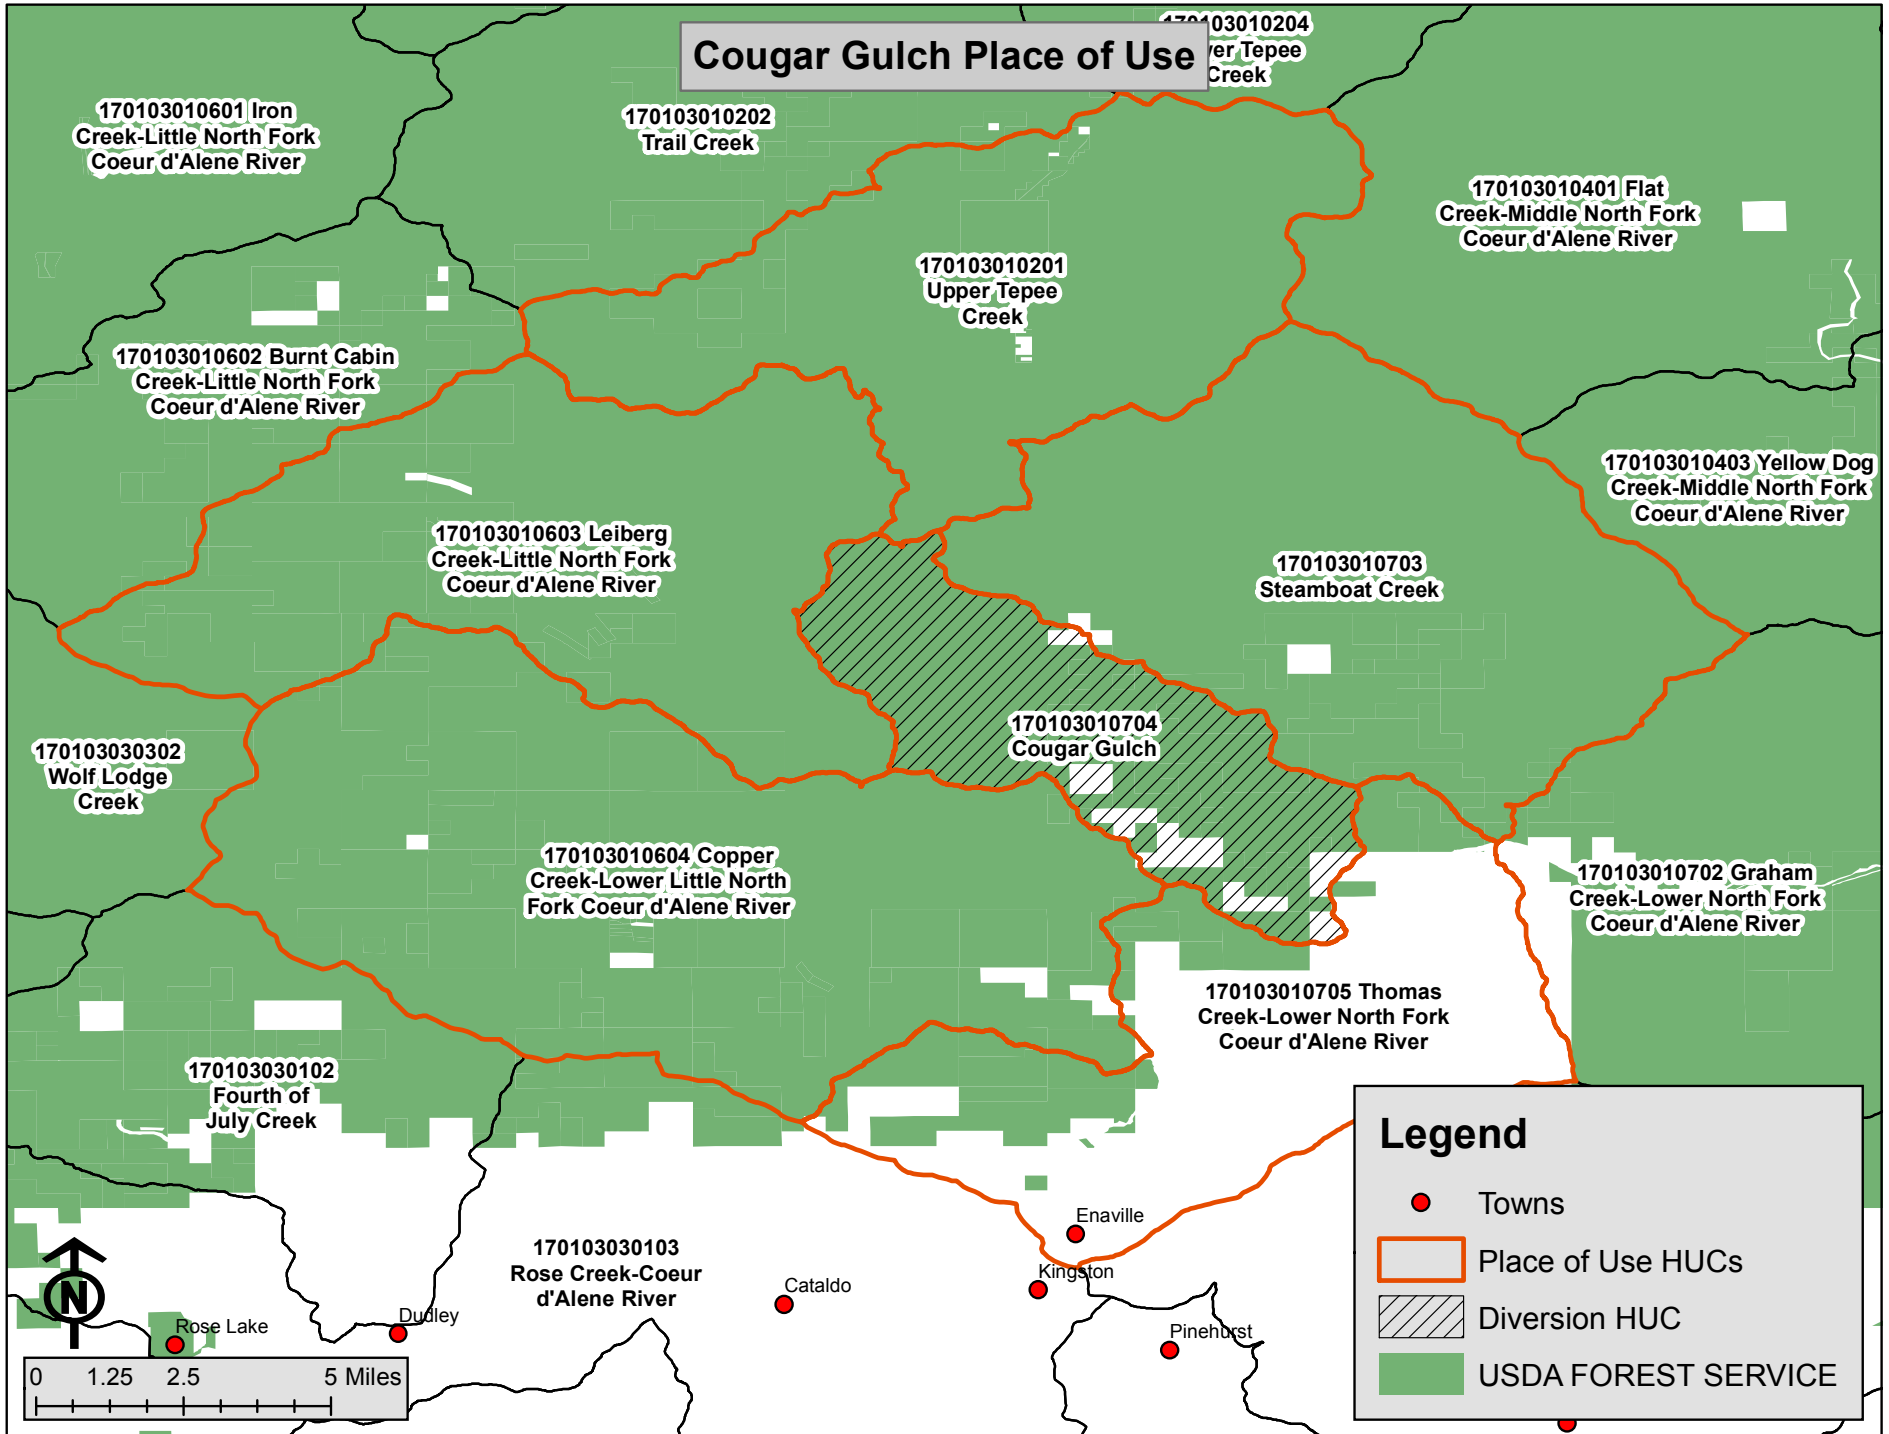 Cougar Gulch Place of Use
170103010204
Tepee
Creek
170103010601 Iron
Creek-Little North Fork
Coeur d'Alene River
170103010202
Trail Creek
170103010401 Flat
Creek-Middle North Fork
Coeur d'Alene River
170103010201
Upper Tepee
Creek
170103010602 Burnt Cabin
Creek-Little North Fork
Coeur d'Alene River
170103010403 Yellow Dog
Creek-Middle North Fork
Coeur d'Alene River
170103010603 Leiberg
Creek-Little North Fork
Coeur d'Alene River
170103010703
Steamboat Creek
170103010704
Cougar Gulch
170103030302
Wolf Lodge
Creek
170103010604 Copper
Creek-Lower Little North
Fork Coeur d'Alene River
170103010702 Graham
Creek-Lower North Fork
Coeur d'Alene River
170103010705 Thomas
Creek-Lower North Fork
Coeur d'Alene River
170103030102
Fourth of
July Creek
170103030103
Rose Creek-Coeur
d'Alene River
Enaville
Kingston
Cataldo
Pinehurst
Dudley
Rose Lake
N
0 1.25 2.5 5 Miles
Legend
Towns
Place of Use HUCs
Diversion HUC
USDA FOREST SERVICE